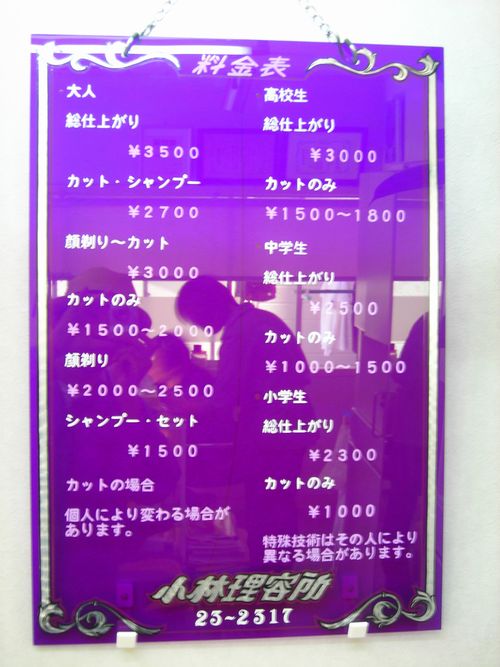 料金表
大人
総仕上がり
¥3500
カット・シャンプー
¥2700
顔剃り〜カット
¥3000
カットのみ
¥1500〜2000
顔剃り
¥2000〜2500
シャンプー・セット
¥1500
カットの場合
個人により変わる場合が
あります。
高校生
総仕上がり
¥3000
カットのみ
¥1500〜1800
中学生
総仕上がり
¥2500
カットのみ
¥1000〜1500
小学生
総仕上がり
¥2300
カットのみ
¥1000
特殊技術はその人により
異なる場合があります。
小林理容所
23-2317